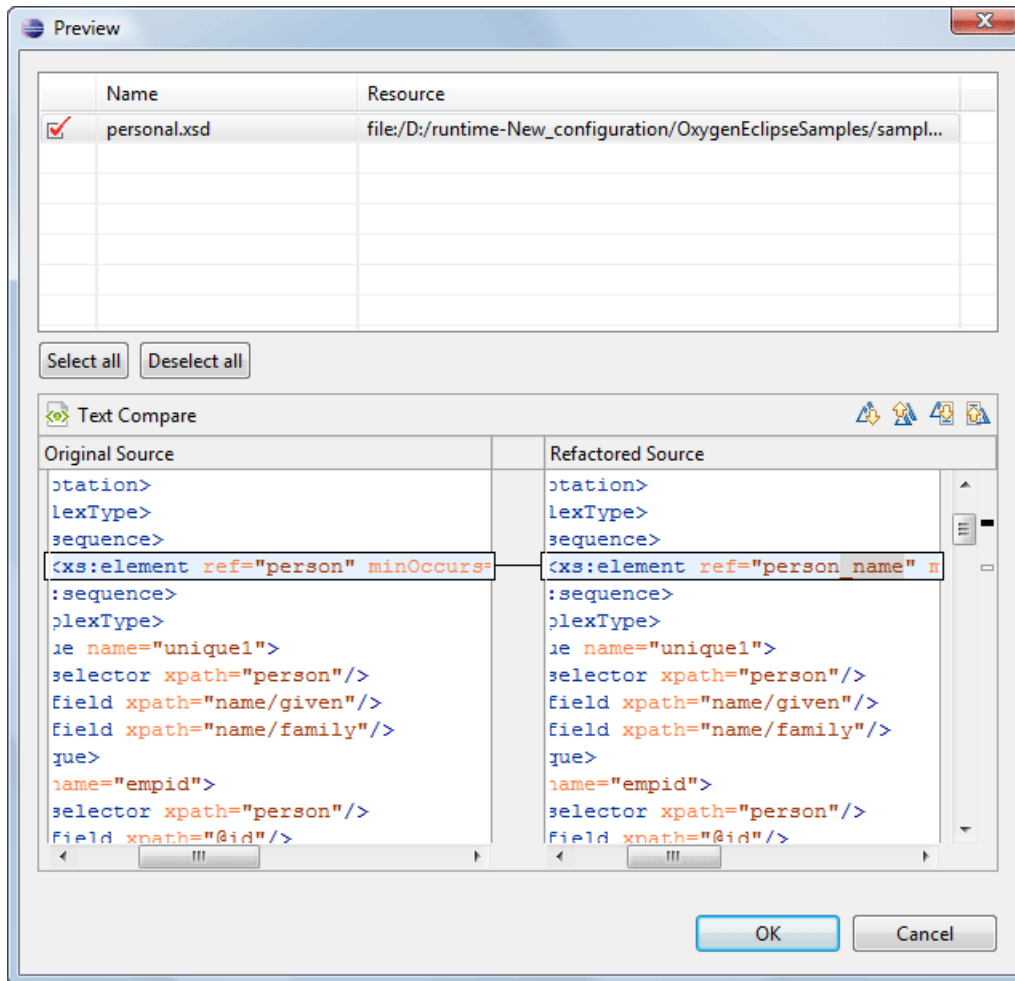 Preview
Name Resource
personal.xsd file:/D:/runtime-New_configuration/OxygenEclipseSamples/sampl...
Select all Deselect all
Text Compare
Original Source Refactored Source
otation> otation>
lexType> lexType>
sequence> sequence>
<xs:element ref="person" minOccurs= <xs:element ref="person_name" m
:sequence> :sequence>
plexType> plexType>
ue name="unique1"> ue name="unique1">
selector xpath="person"/> selector xpath="person"/>
field xpath="name/given"/> field xpath="name/given"/>
field xpath="name/family"/> field xpath="name/family"/>
que> que>
name="empid"> name="empid">
selector xpath="person"/> selector xpath="person"/>
field xpath="@id"/> field xpath="@id"/>
OK Cancel